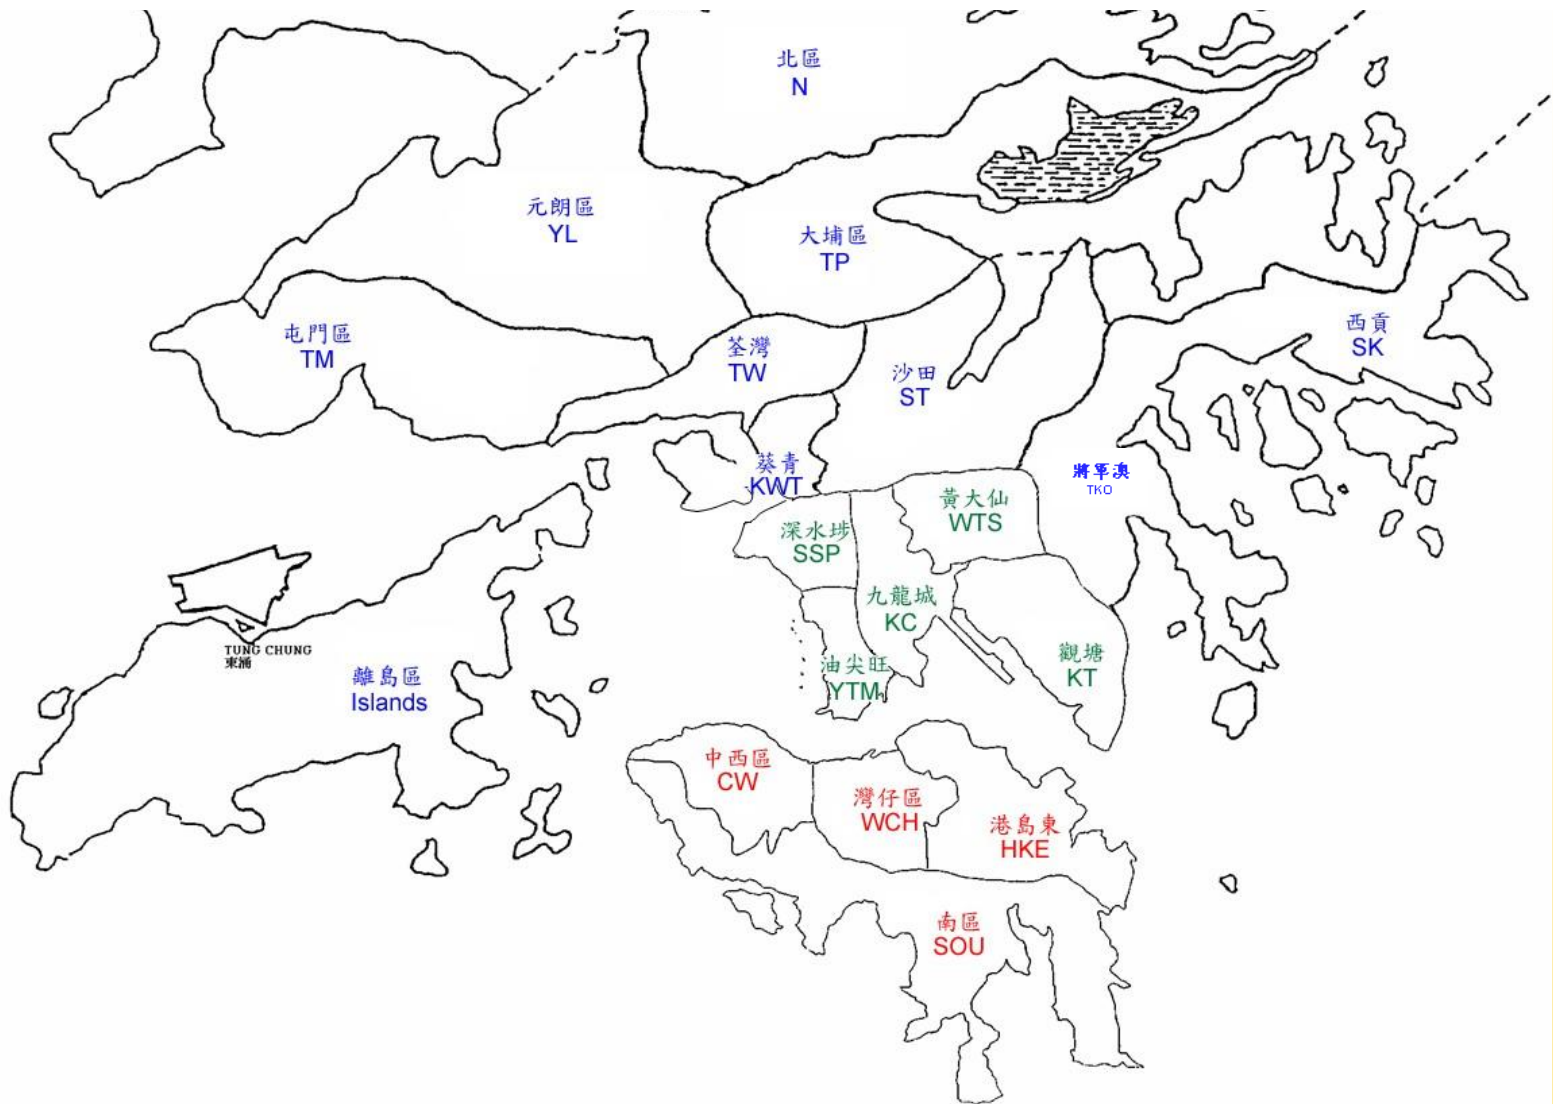 北區
N
元朗區
YL
大埔區
TP
屯門區
TM
荃灣
TW
沙田
ST
西貢
SK
葵青
KWT
將軍澳
TKO
黃大仙
WTS
深水埗
SSP
九龍城
KC
TUNG CHUNG
東涌
離島區
Islands
油尖旺
YTM
觀塘
KT
中西區
CW
灣仔區
WCH
港島東
HKE
南區
SOU